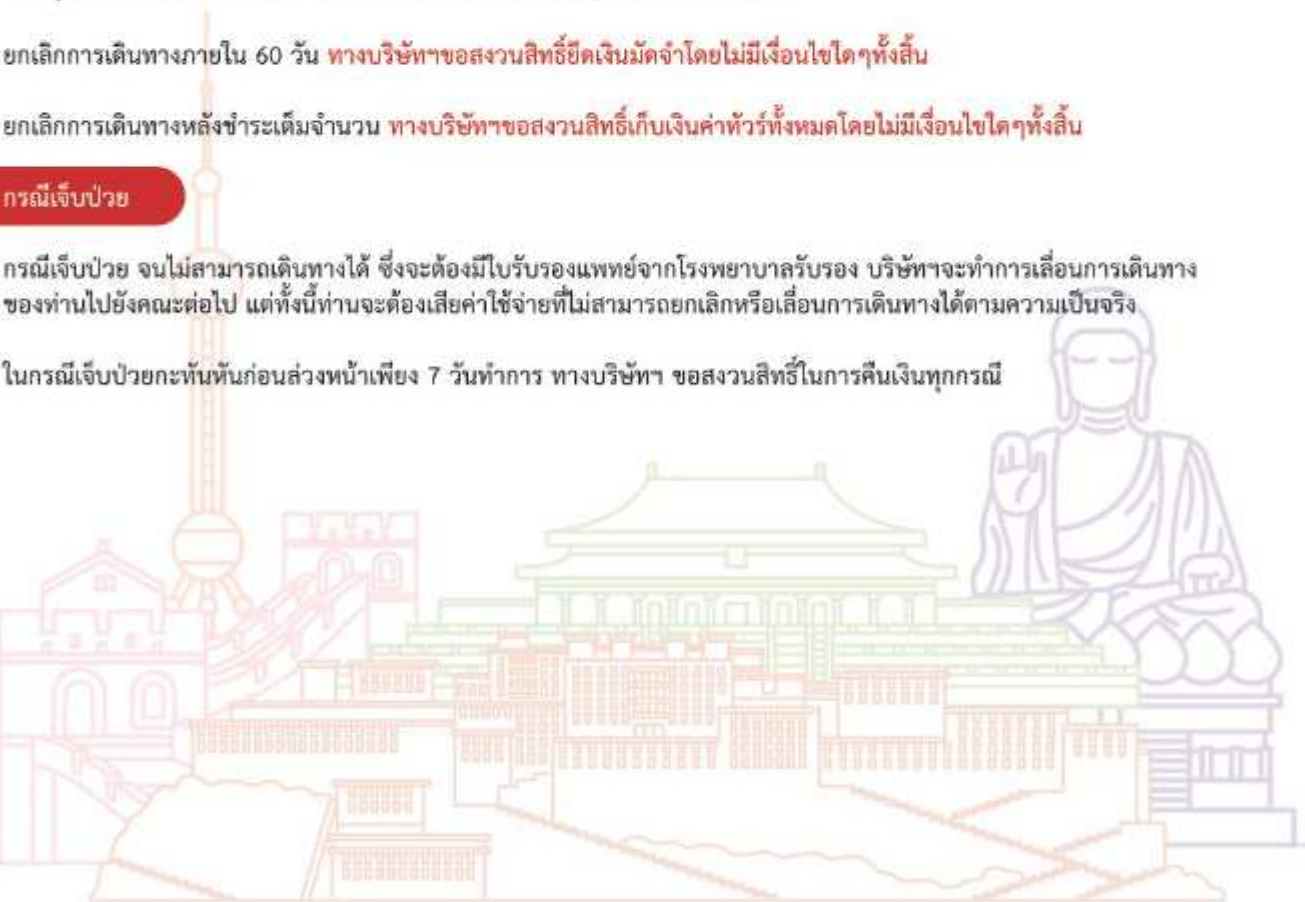 ยกเลิกการเดินทางภายใน 60 วัน ทางบริษัทฯขอสงวนสิทธิ์ยึดเงินมัดจำโดยไม่มีเงื่อนไขใดๆทั้งสิ้น
ยกเลิกการเดินทางหลังชำระเต็มจำนวน ทางบริษัทฯขอสงวนสิทธิ์เก็บเงินค่าทัวร์ทั้งหมดโดยไม่มีเงื่อนไขใดๆทั้งสิ้น
กรณีเจ็บป่วย
กรณีเจ็บป่วย จนไม่สามารถเดินทางได้ ซึ่งจะต้องมีใบรับรองแพทย์จากโรงพยาบาลรับรอง บริษัทฯจะทำการเลื่อนการเดินทาง
ของท่านไปยังคณะต่อไป แต่ทั้งนี้ท่านจะต้องเสียค่าใช้จ่ายที่ไม่สามารถยกเลิกหรือเลื่อนการเดินทางได้ตามความเป็นจริง
ในกรณีเจ็บป่วยกะทันหันก่อนล่วงหน้าเพียง 7 วันทำการ ทางบริษัทฯ ขอสงวนสิทธิ์ในการคืนเงินทุกกรณี